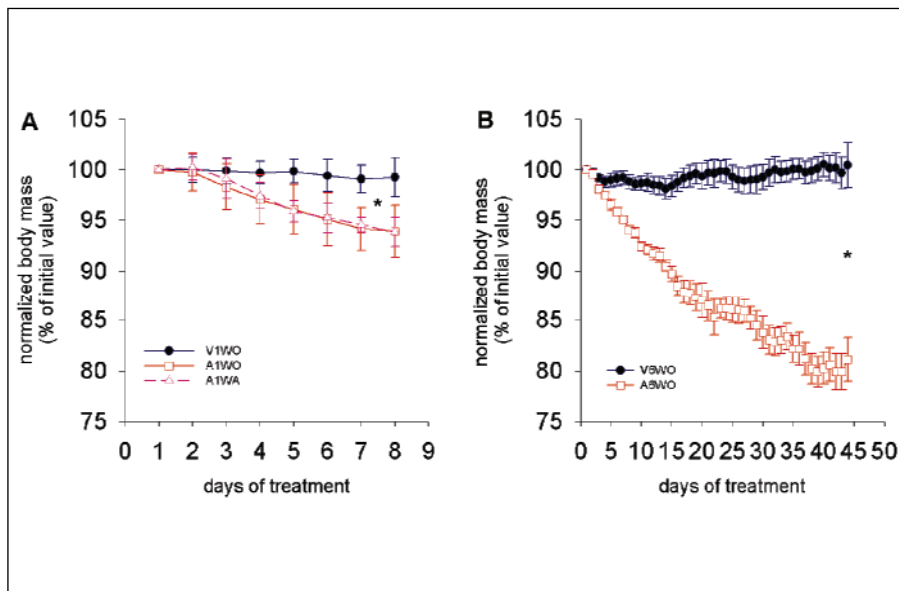 A
105
100
95
90
85
80
75
normalized body mass
(% of initial value)
*
V1WO
A1WO
A1WA
0 1 2 3 4 5 6 7 8 9
days of treatment
B
105
100
95
90
85
80
75
normalized body mass
(% of initial value)
*
V6WO
A6WO
0 5 10 15 20 25 30 35 40 45 50
days of treatment